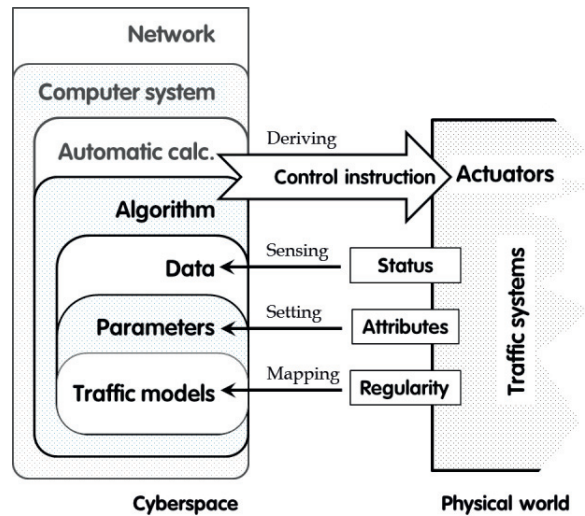 Network
Computer system
Automatic calc.
Deriving
Control instruction
Actuators
Algorithm
Data
Sensing
Status
Parameters
Setting
Attributes
Traffic models
Mapping
Regularity
Traffic systems
Cyberspace
Physical world